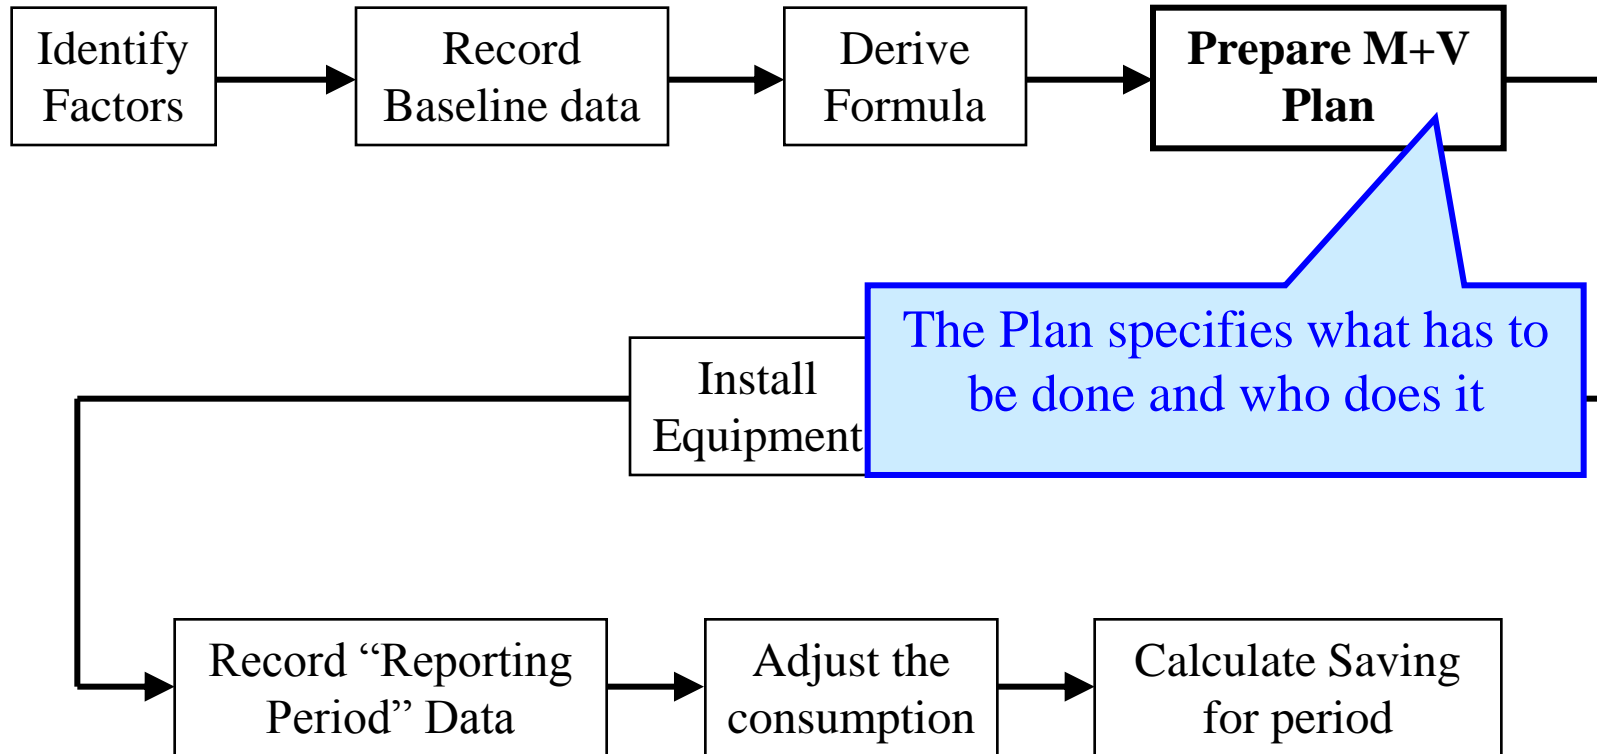 Identify
Factors
Record
Baseline data
Derive
Formula
Prepare M+V
Plan
The Plan specifies what has to
be done and who does it
Install
Equipment
Record “Reporting
Period” Data
Adjust the
consumption
Calculate Saving
for period